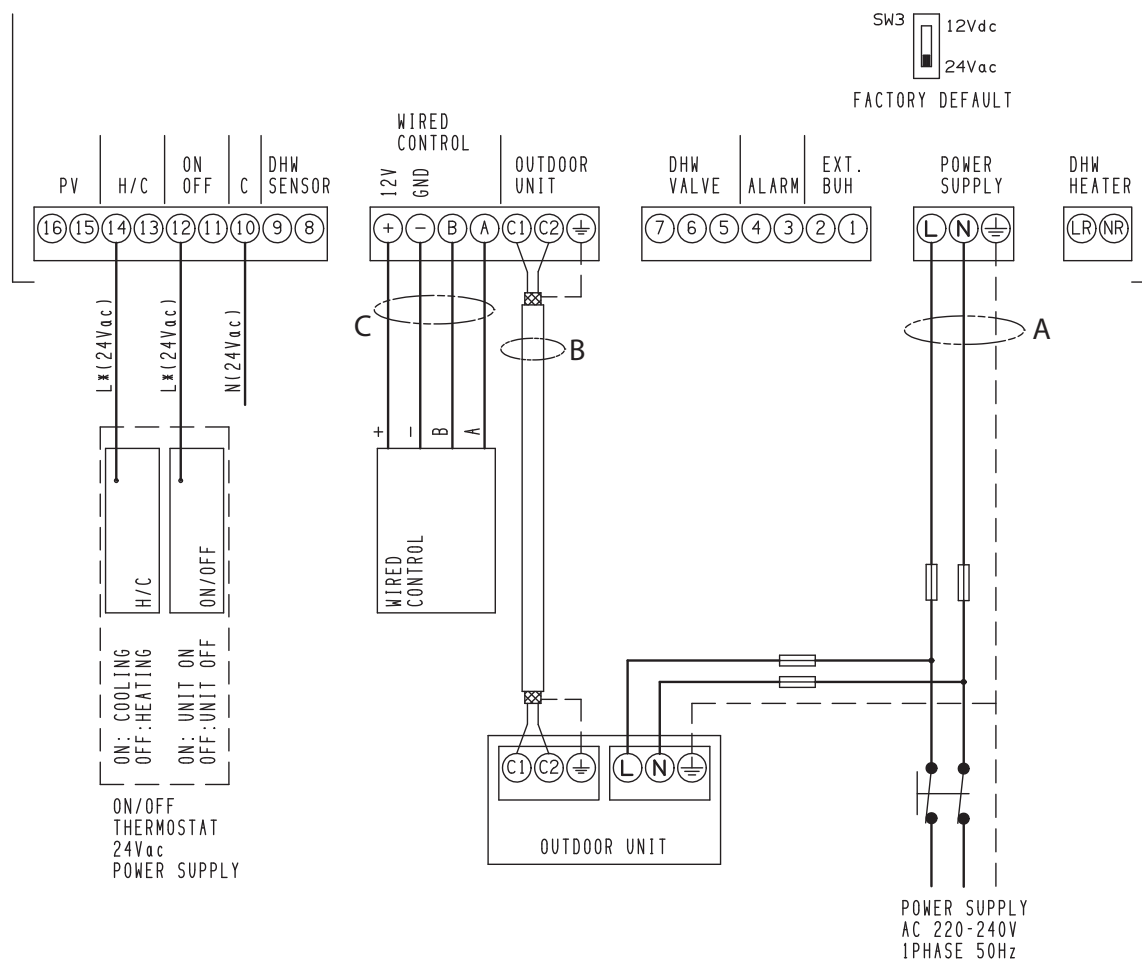 SW3
12Vdc
24Vac
FACTORY DEFAULT
PV
H/C
ON
OFF
C
DHW
SENSOR
WIRED
CONTROL
12V
GND
OUTDOOR
UNIT
DHW
VALVE
ALARM
EXT.
BUH
POWER
SUPPLY
DHW
HEATER
16 15 14 13 12 11 10 9 8
+ - B A C1 C2
7 6 5 4 3 2 1
L N
LR NR
L*(24Vac)
L*(24Vac)
N(24Vac)
C
B
A
+ - B A
H/C
ON/OFF
WIRED
CONTROL
ON: COOLING
OFF:HEATING
ON: UNIT ON
OFF:UNIT OFF
C1 C2
L N
OUTDOOR UNIT
ON/OFF
THERMOSTAT
24Vac
POWER SUPPLY
POWER SUPPLY
AC 220-240V
1PHASE 50Hz